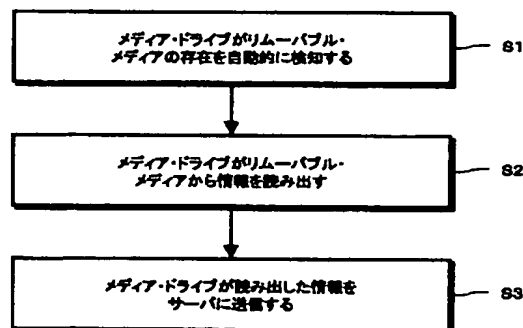 メディア・ドライブがリムーバブル・
メディアの存在を自動的に検知する
S1
メディア・ドライブがリムーバブル・
メディアから情報を読み出す
S2
メディア・ドライブが読み出した情報を
サーバに送信する
S3